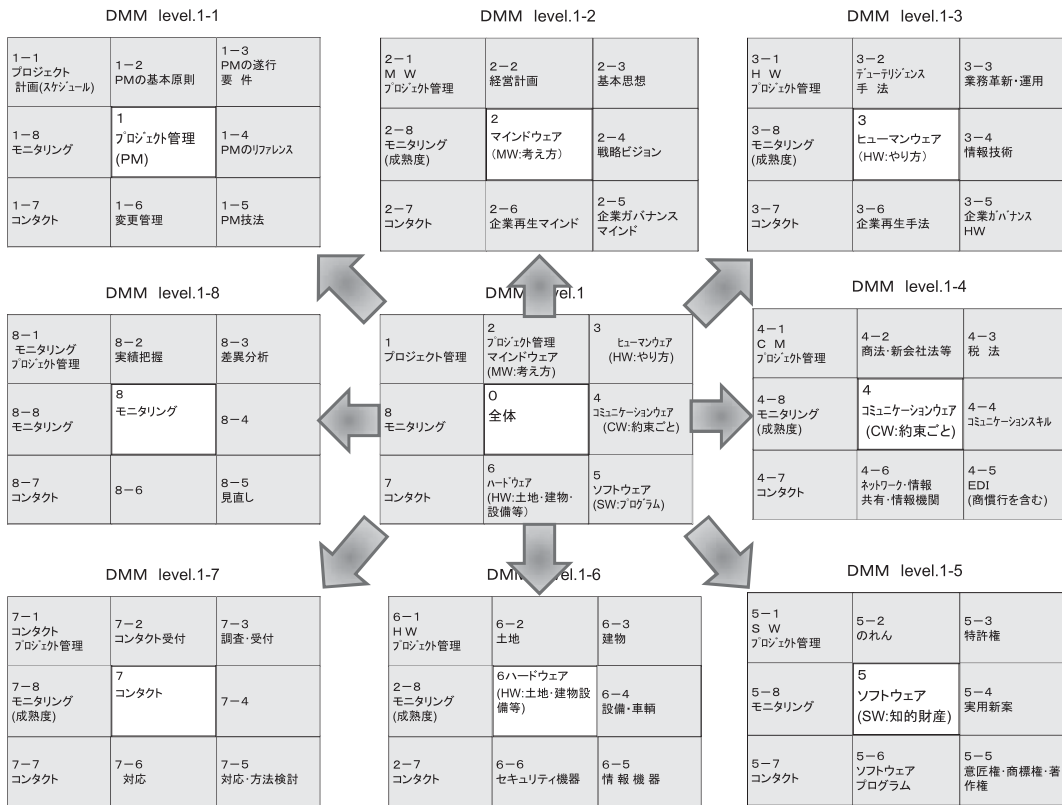 DMM level.1-1
1－1
プロジェクト
計画(スケジュール)
1－2
PMの基本原則
1－3
PMの遂行
要 件
1－8
モニタリング
1
プロジェクト管理
(PM)
1－4
PMのリファレンス
1－7
コンタクト
1－6
変更管理
1－5
PM技法
DMM level.1-2
2－1
M W
プロジェクト管理
2－2
経営計画
2－3
基本思想
2－8
モニタリング
(成熟度)
2
マインドウェア
(MW:考え方)
2－4
戦略ビジョン
2－7
コンタクト
2－6
企業再生マインド
2－5
企業ガバナンス
マインド
DMM level.1-3
3－1
H W
プロジェクト管理
3－2
デューテリジェンス
手 法
3－3
業務革新・運用
3－8
モニタリング
(成熟度)
3
ヒューマンウェア
(HW:やり方)
3－4
情報技術
3－7
コンタクト
3－6
企業再生手法
3－5
企業ガバナンス
HW
DMM level.1-8
8－1
モニタリング
プロジェクト管理
8－2
実績把握
8－3
差異分析
8－8
モニタリング
8
モニタリング
8－4
8－7
コンタクト
8－6
8－5
見直し
DMM level.1
1
プロジェクト管理
2
プロジェクト管理
マインドウェア
(MW:考え方)
3
ヒューマンウェア
(HW:やり方)
8
モニタリング
0
全体
4
コミュニケーションウェア
(CW:約束ごと)
7
コンタクト
6
ハードウェア
(HW:土地・建物・
設備等)
5
ソフトウェア
(SW:プログラム)
DMM level.1-4
4－1
C M
プロジェクト管理
4－2
商法・新会社法等
4－3
税 法
4－8
モニタリング
(成熟度)
4
コミュニケーションウェア
(CW:約束ごと)
4－4
コミュニケーションスキル
4－7
コンタクト
4－6
ネットワーク・情報
共有・情報機関
4－5
EDI
(商慣行を含む)
DMM level.1-7
7－1
コンタクト
プロジェクト管理
7－2
コンタクト受付
7－3
調査・受付
7－8
モニタリング
(成熟度)
7
コンタクト
7－4
7－7
コンタクト
7－6
対応
7－5
対応・方法検討
DMM level.1-6
6－1
H W
プロジェクト管理
6－2
土地
6－3
建物
2－8
モニタリング
(成熟度)
6ハードウェア
(HW:土地・建物設
備等)
6－4
設備・車輌
2－7
コンタクト
6－6
セキュリティ機器
6－5
情 報 機 器
DMM level.1-5
5－1
S W
プロジェクト管理
5－2
のれん
5－3
特許権
5－8
モニタリング
5
ソフトウェア
(SW:知的財産)
5－4
実用新案
5－7
コンタクト
5－6
ソフトウェア
プログラム
5－5
意匠権・商標権・著
作権